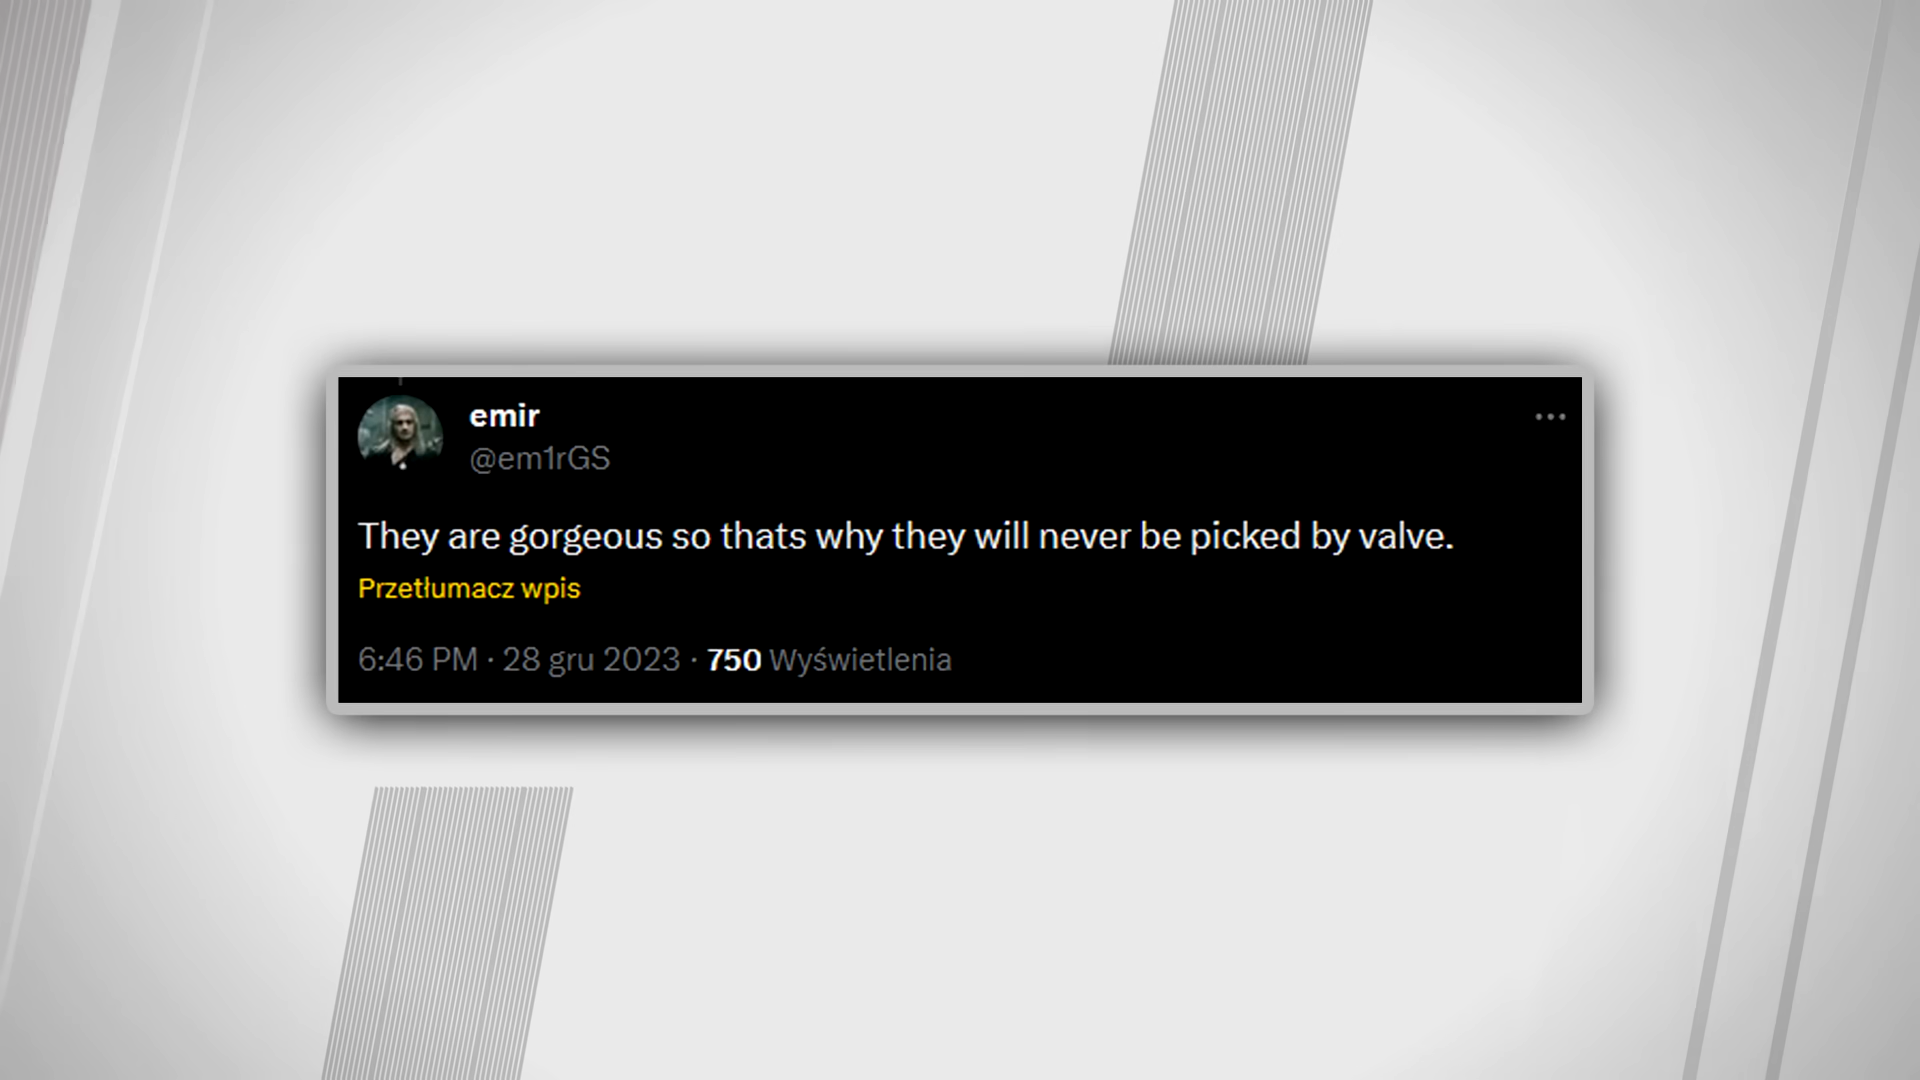 emir
@em1rGS
They are gorgeous so thats why they will never be picked by valve.
Przetłumacz wpis
6:46 PM · 28 gru 2023 · 750 Wyświetlenia